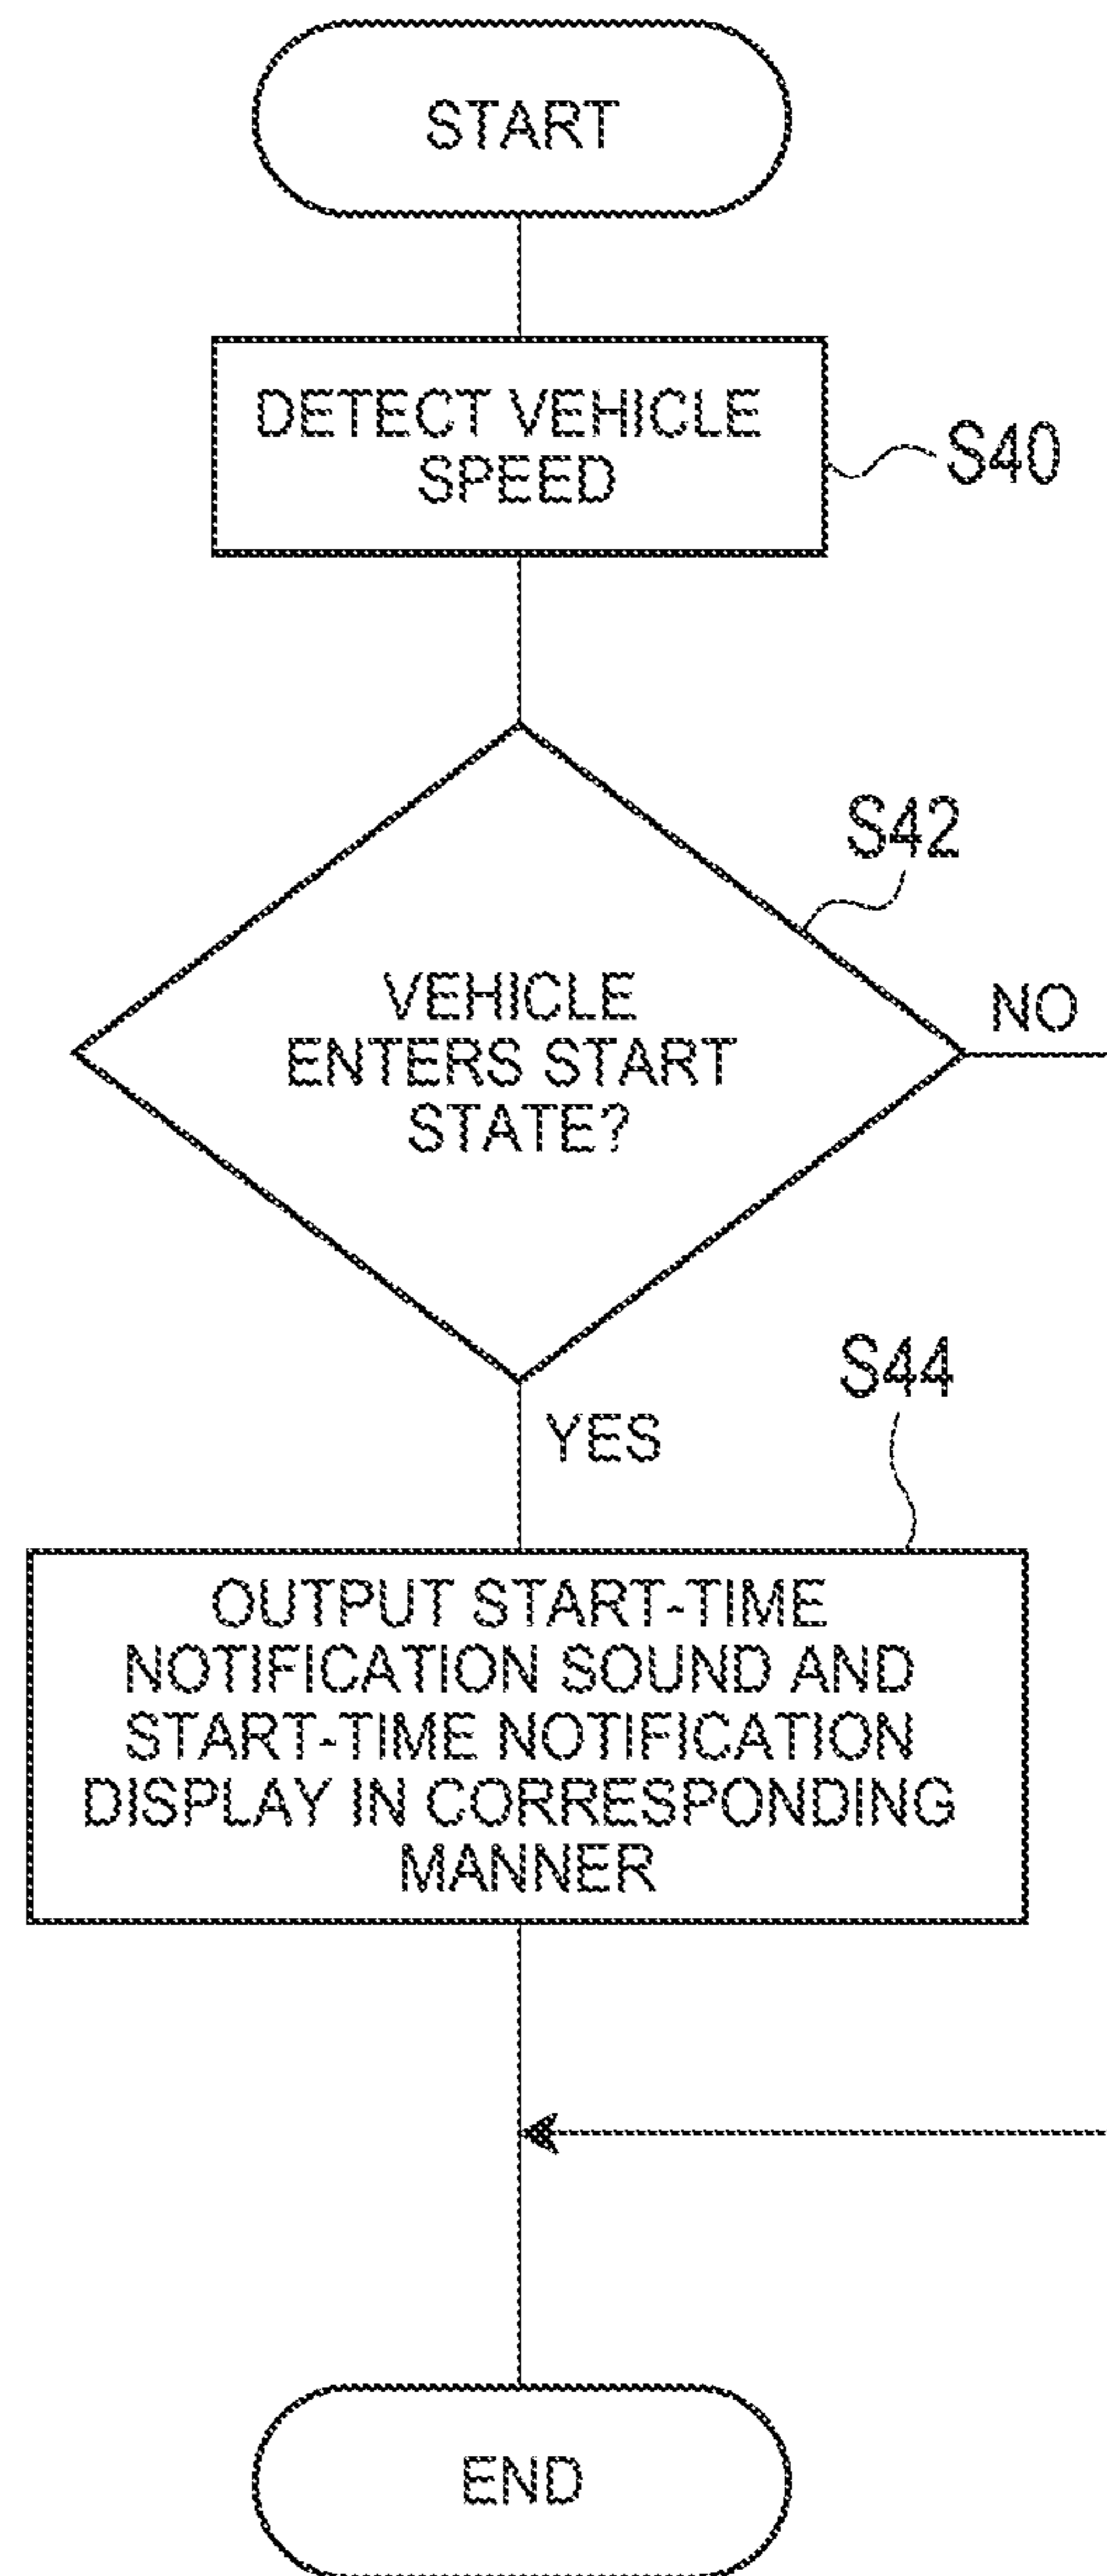 START
DETECT VEHICLE
SPEED
S40
S42
VEHICLE
ENTERS START
STATE?
NO
YES
S44
OUTPUT START-TIME
NOTIFICATION SOUND AND
START-TIME NOTIFICATION
DISPLAY IN CORRESPONDING
MANNER
END